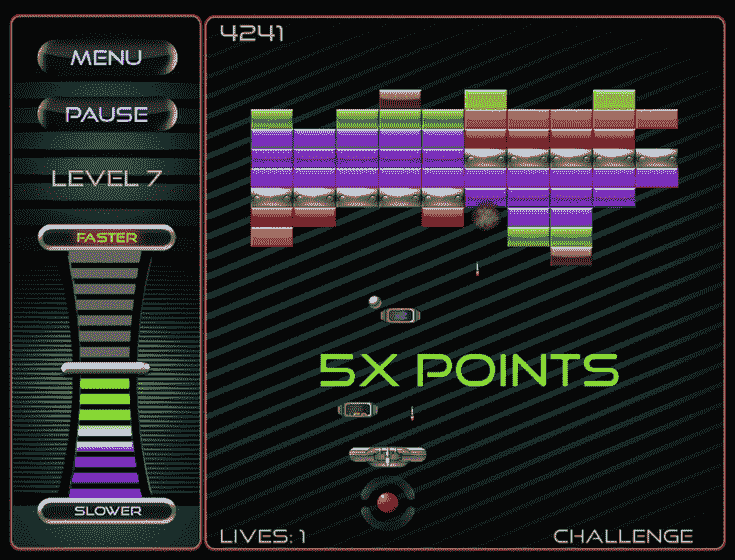 MENU
PAUSE
LEVEL 7
FASTER
SLOWER
4241
5X POINTS
LIVES: 1
CHALLENGE